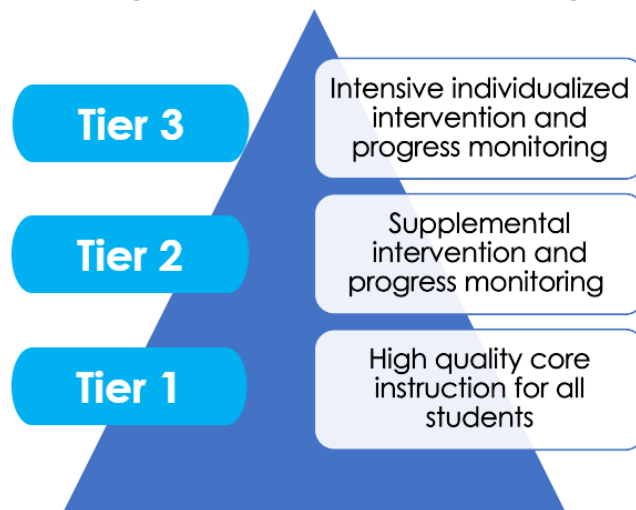 Tier 3
Intensive individualized
intervention and
progress monitoring
Tier 2
Supplemental
intervention and
progress monitoring
Tier 1
High quality core
instruction for all
students